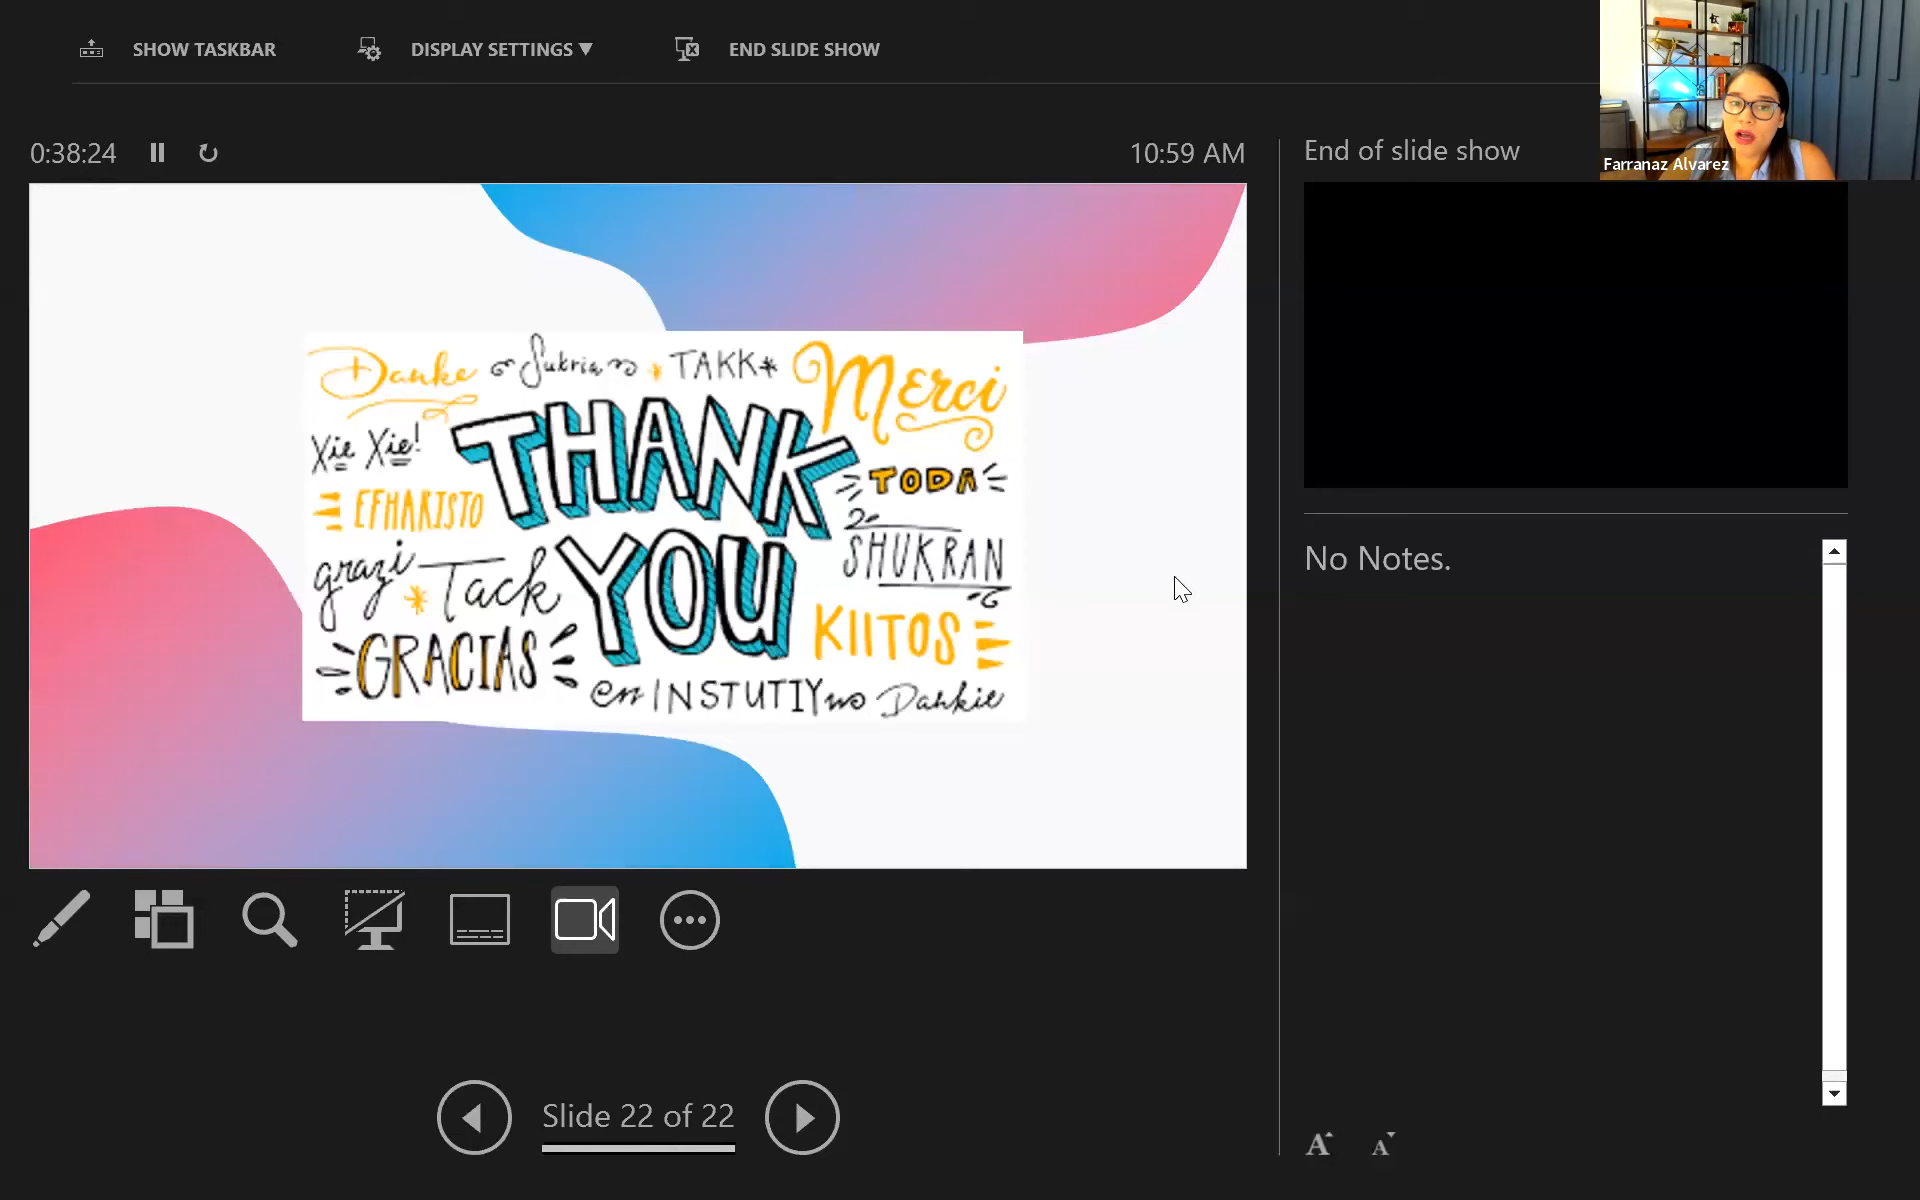 SHOW TASKBAR DISPLAY SETTINGS ▼ END SLIDE SHOW
Farranaz Alvarez
0:38:24 10:59 AM
End of slide show
Danke Sukria TAKK Merci
Xie Xie! THANK
TODA
EFHARISTO
SHUKRAN
grazi Tack YOU
KIITOS
GRACIAS
INSTUTIY Dankie
No Notes.
Slide 22 of 22
A A